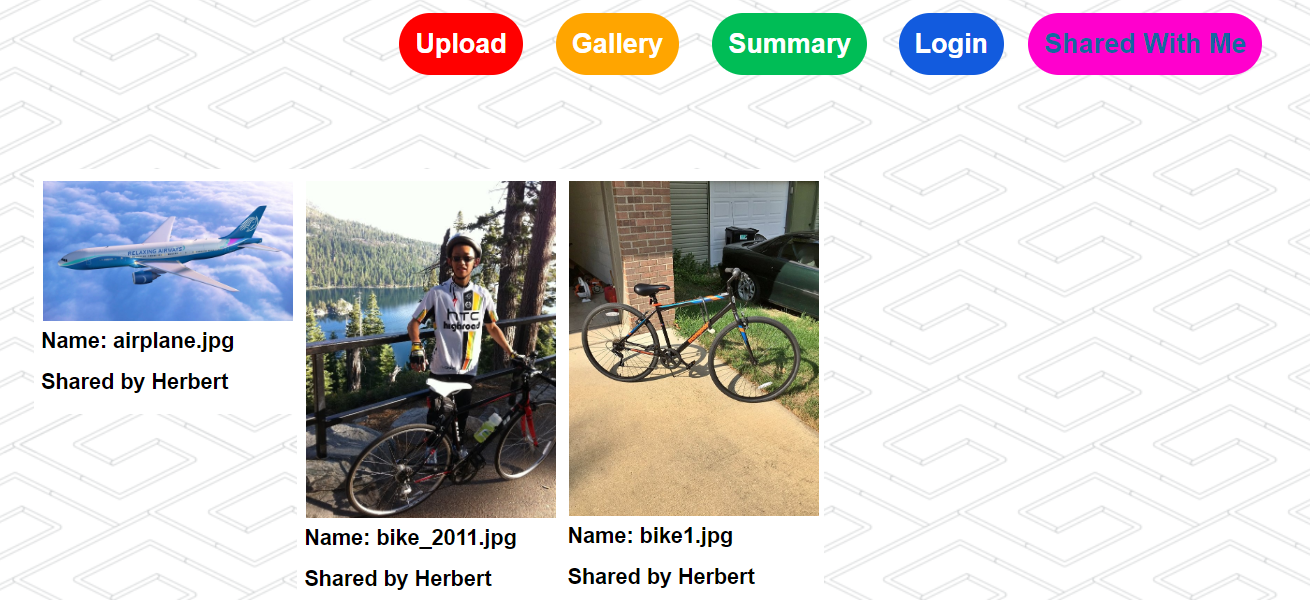 Upload
Gallery
Summary
Login
Shared With Me
RELAXING AIRWAYS
htc
highroad
Name: airplane.jpg
Shared by Herbert
Name: bike_2011.jpg
Shared by Herbert
Name: bike1.jpg
Shared by Herbert